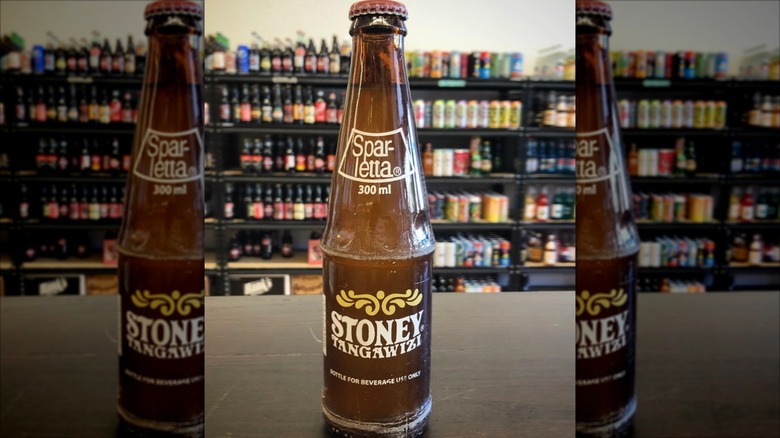 Spar-
letta®
300 ml
STONEY®
TANGAWIZI
BOTTLE FOR BEVERAGE USE ONLY